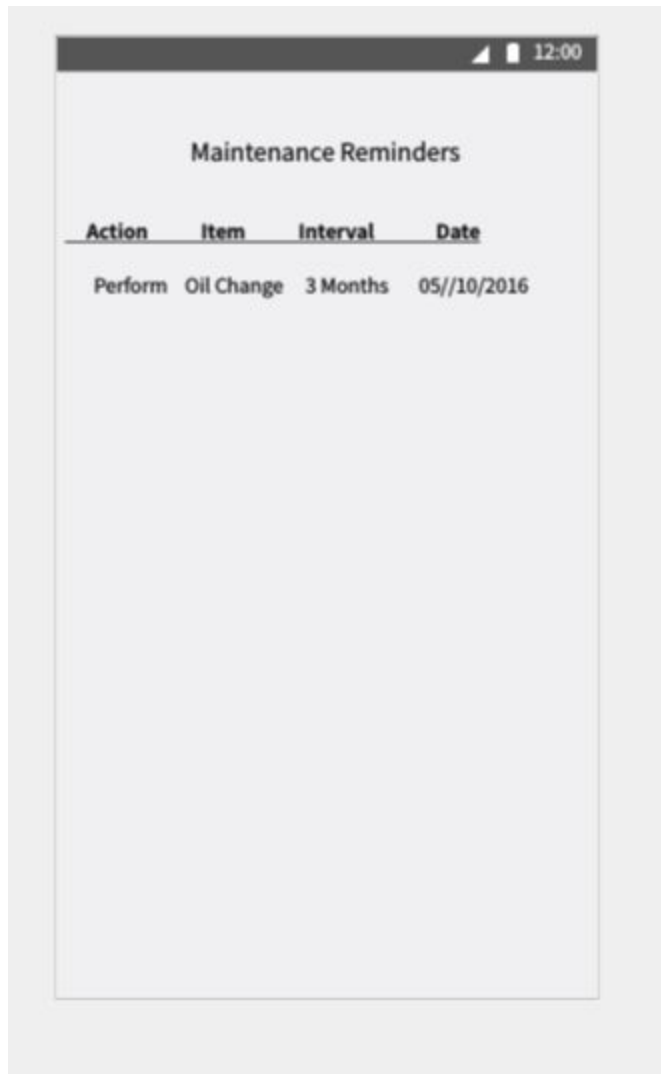 12:00
Maintenance Reminders
Action Item Interval Date
Perform Oil Change 3 Months 05//10/2016